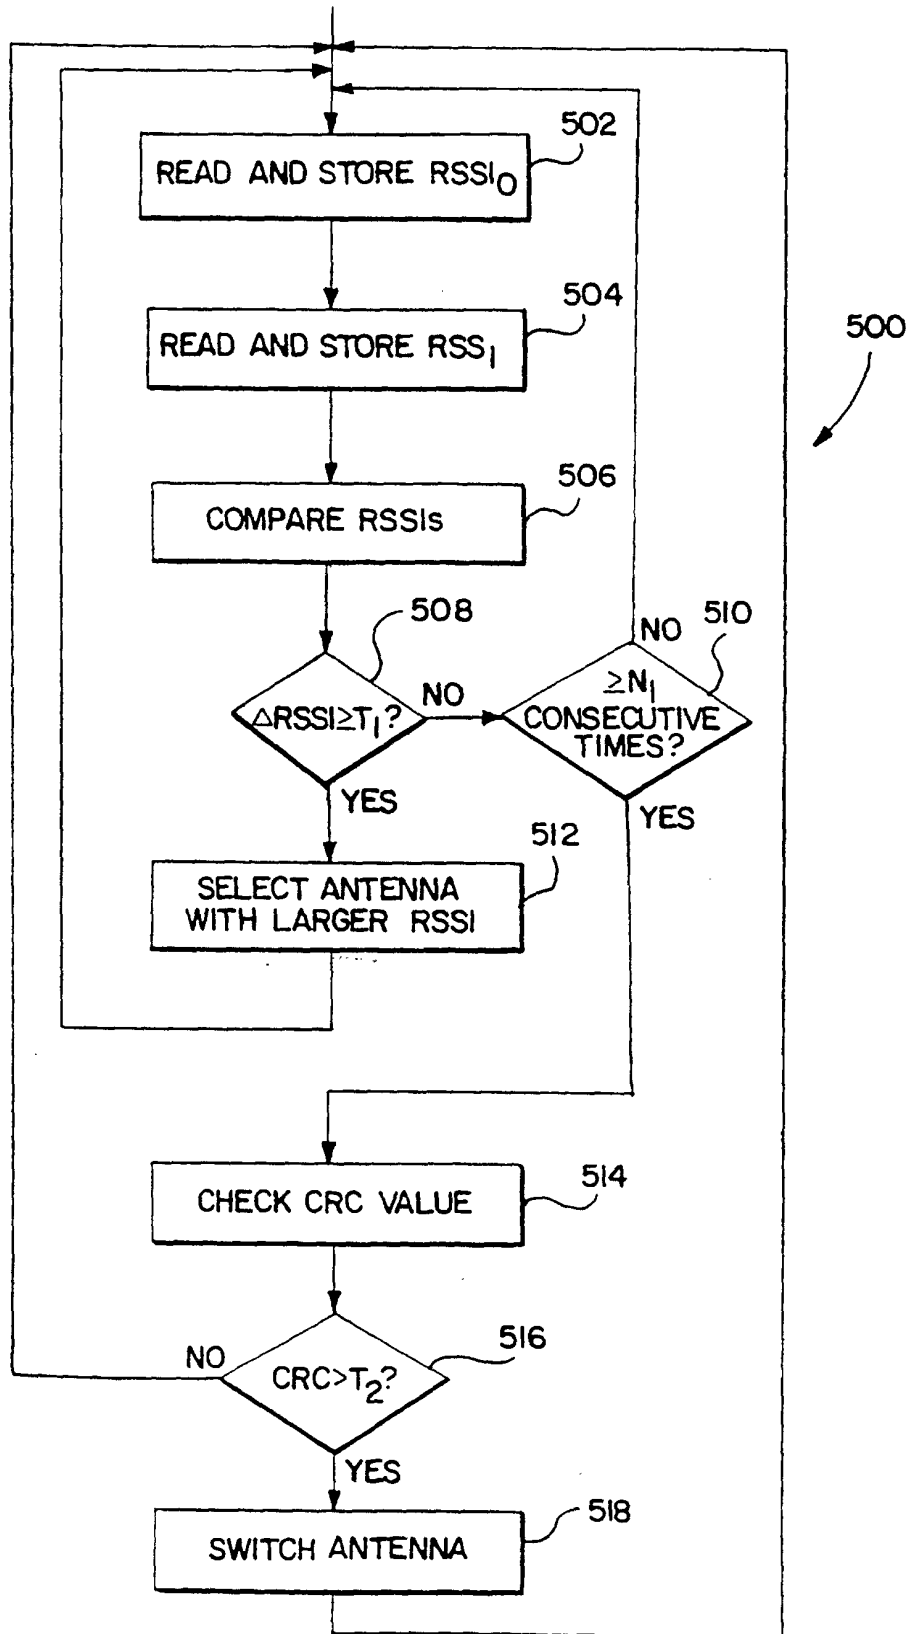 502
READ AND STORE RSSI₀
504
READ AND STORE RSS₁
500
506
COMPARE RSSIs
508
510
NO
NO
△RSSI≥T₁?
≥N₁
CONSECUTIVE
TIMES?
YES
YES
512
SELECT ANTENNA
WITH LARGER RSSI
514
CHECK CRC VALUE
516
NO
CRC>T₂?
YES
518
SWITCH ANTENNA